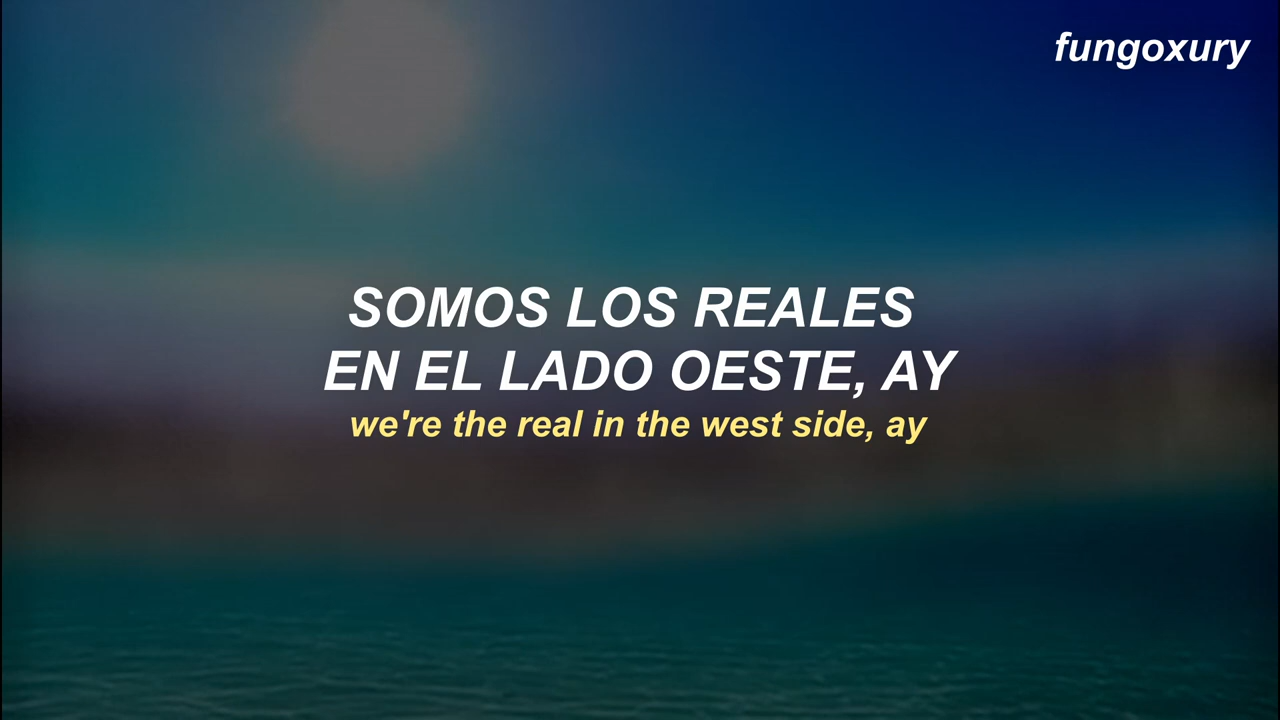 fungoxury
SOMOS LOS REALES
EN EL LADO OESTE, AY
we're the real in the west side, ay